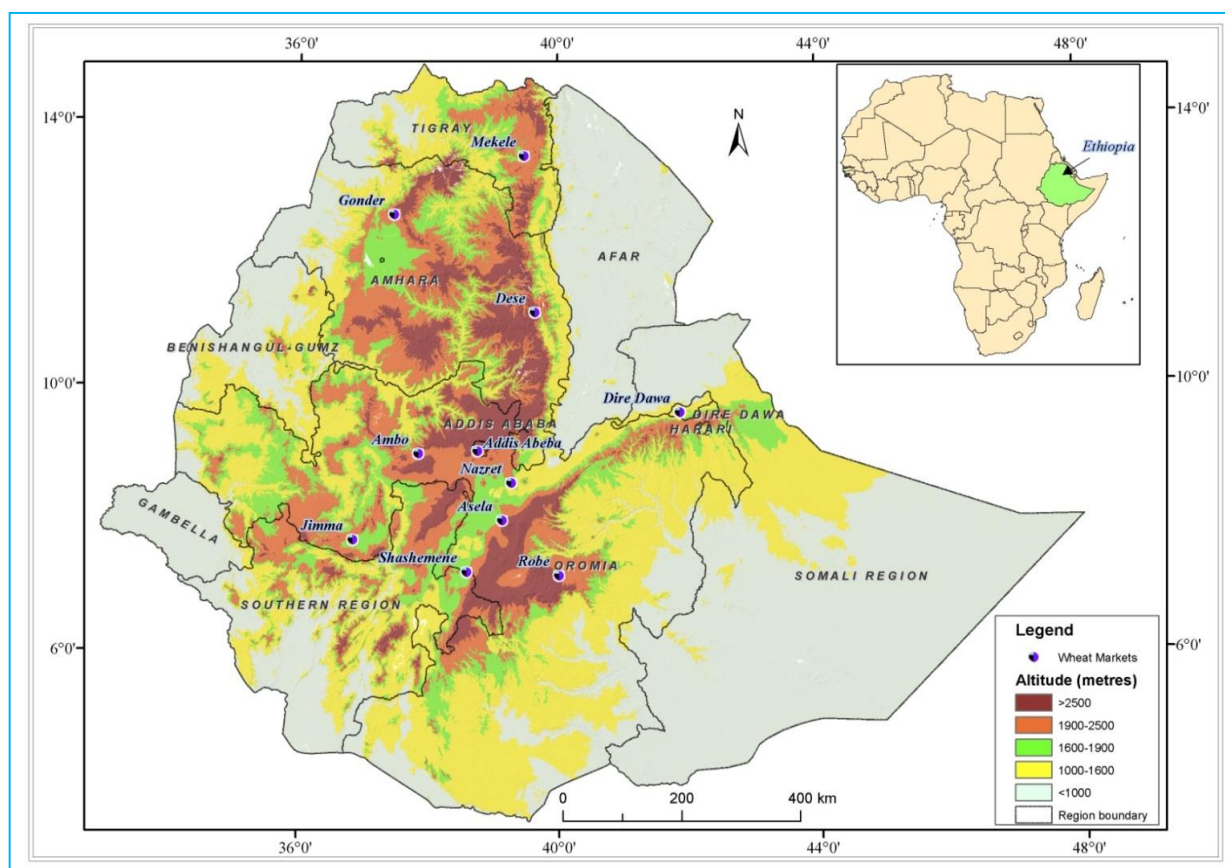 36°0'
40°0'
44°0'
48°0'
14°0'
14°0'
N
Ethiopia
TIGRAY
Mekele
Gonder
AFAR
AMHARA
Dese
BENISHANGUL-GUMZ
10°0'
10°0'
Dire Dawa
DIRE DAWA
HARARI
ADDIS ABABA
Ambo
Addis Abeba
Nazret
Asela
GAMBELLA
Jimma
Shashemene
Robe
OROMIA
SOMALI REGION
SOUTHERN REGION
6°0'
6°0'
Legend
Wheat Markets
Altitude (metres)
>2500
1900-2500
1600-1900
1000-1600
<1000
Region boundary
0 200 400 km
36°0'
40°0'
44°0'
48°0'